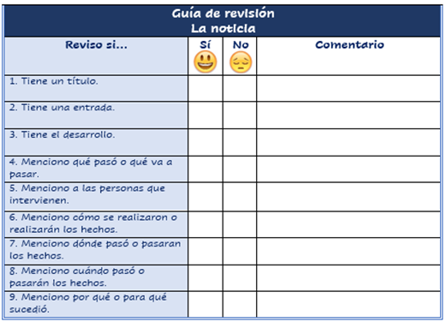 Guía de revisión
La noticia
Reviso si... Sí No Comentario
1. Tiene un título.
2. Tiene una entrada.
3. Tiene el desarrollo.
4. Menciono qué pasó o qué va a
pasar.
5. Menciono a las personas que
intervienen.
6. Menciono cómo se realizaron o
realizarán los hechos.
7. Menciono dónde pasó o pasaran
los hechos.
8. Menciono cuándo pasó o
pasarán los hechos.
9. Menciono por qué o para qué
sucedió.